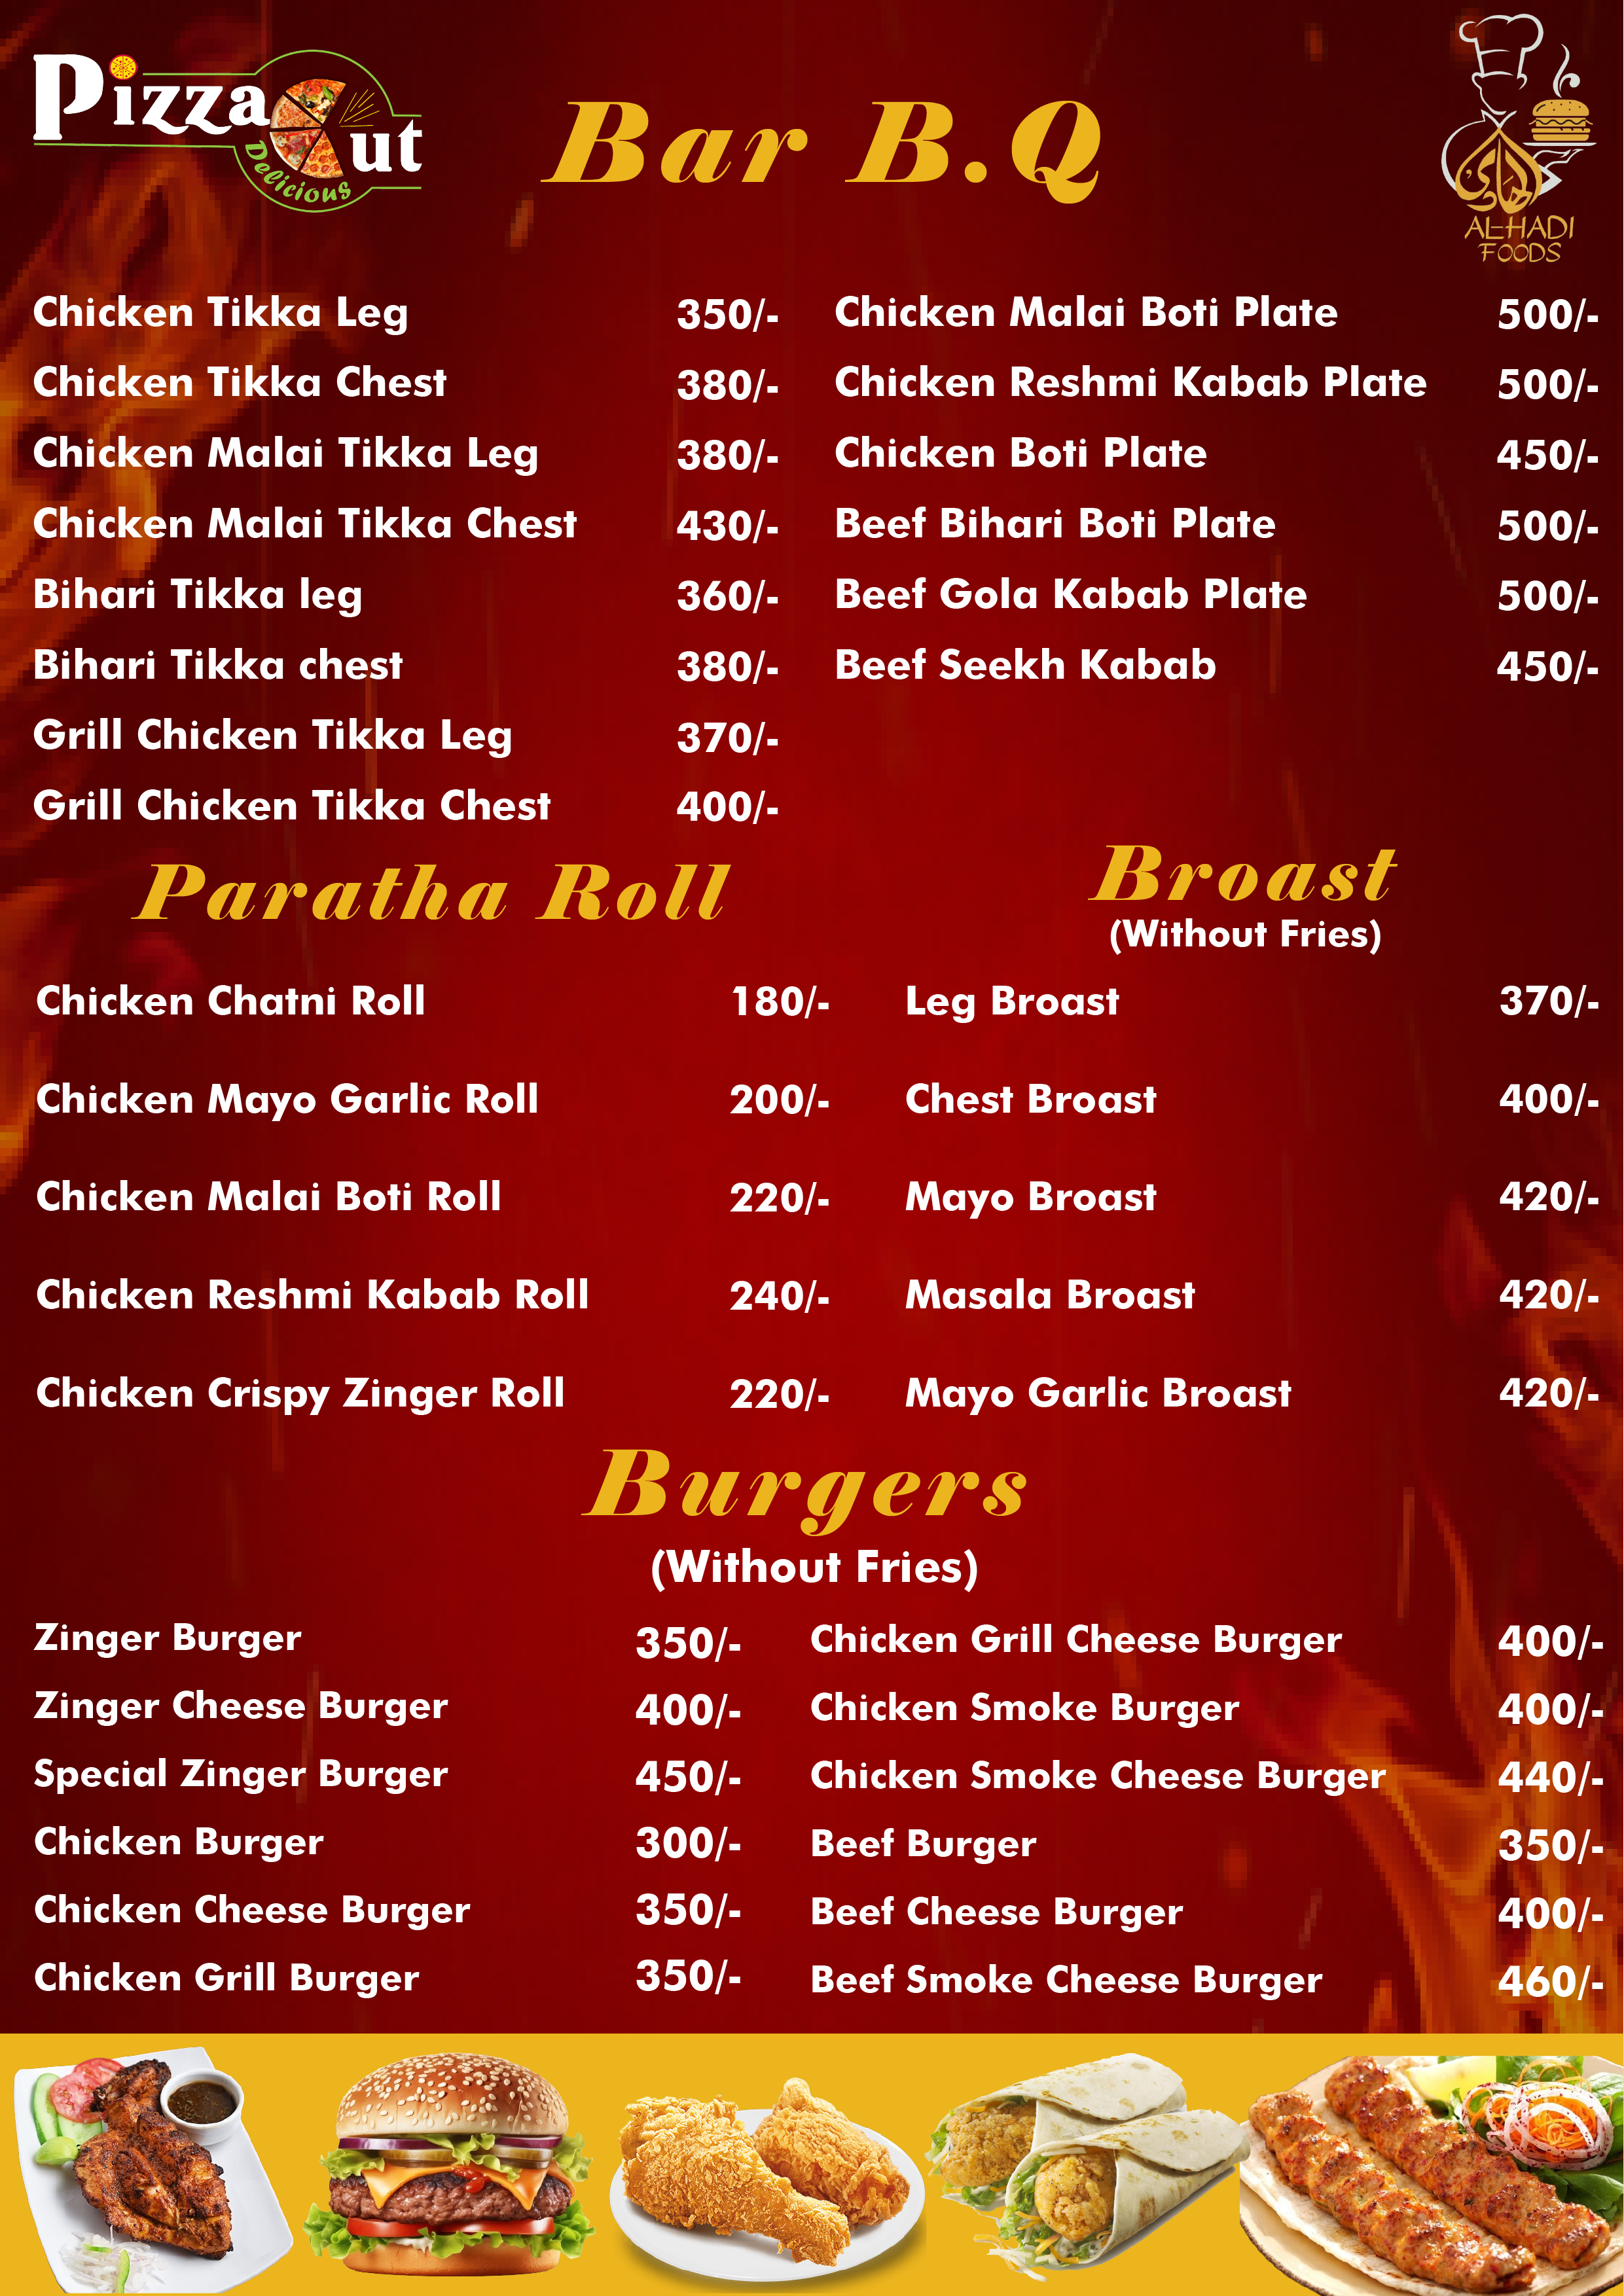 Pizza Cut
Delicious
Bar B.Q
الهادی
AL-HADI
FOODS
Chicken Tikka Leg 350/-
Chicken Tikka Chest 380/-
Chicken Malai Tikka Leg 380/-
Chicken Malai Tikka Chest 430/-
Bihari Tikka leg 360/-
Bihari Tikka chest 380/-
Grill Chicken Tikka Leg 370/-
Grill Chicken Tikka Chest 400/-
Chicken Malai Boti Plate 500/-
Chicken Reshmi Kabab Plate 500/-
Chicken Boti Plate 450/-
Beef Bihari Boti Plate 500/-
Beef Gola Kabab Plate 500/-
Beef Seekh Kabab 450/-
Paratha Roll
Chicken Chatni Roll 180/-
Chicken Mayo Garlic Roll 200/-
Chicken Malai Boti Roll 220/-
Chicken Reshmi Kabab Roll 240/-
Chicken Crispy Zinger Roll 220/-
Broast
(Without Fries)
Leg Broast 370/-
Chest Broast 400/-
Mayo Broast 420/-
Masala Broast 420/-
Mayo Garlic Broast 420/-
Burgers
(Without Fries)
Zinger Burger 350/-
Zinger Cheese Burger 400/-
Special Zinger Burger 450/-
Chicken Burger 300/-
Chicken Cheese Burger 350/-
Chicken Grill Burger 350/-
Chicken Grill Cheese Burger 400/-
Chicken Smoke Burger 400/-
Chicken Smoke Cheese Burger 440/-
Beef Burger 350/-
Beef Cheese Burger 400/-
Beef Smoke Cheese Burger 460/-